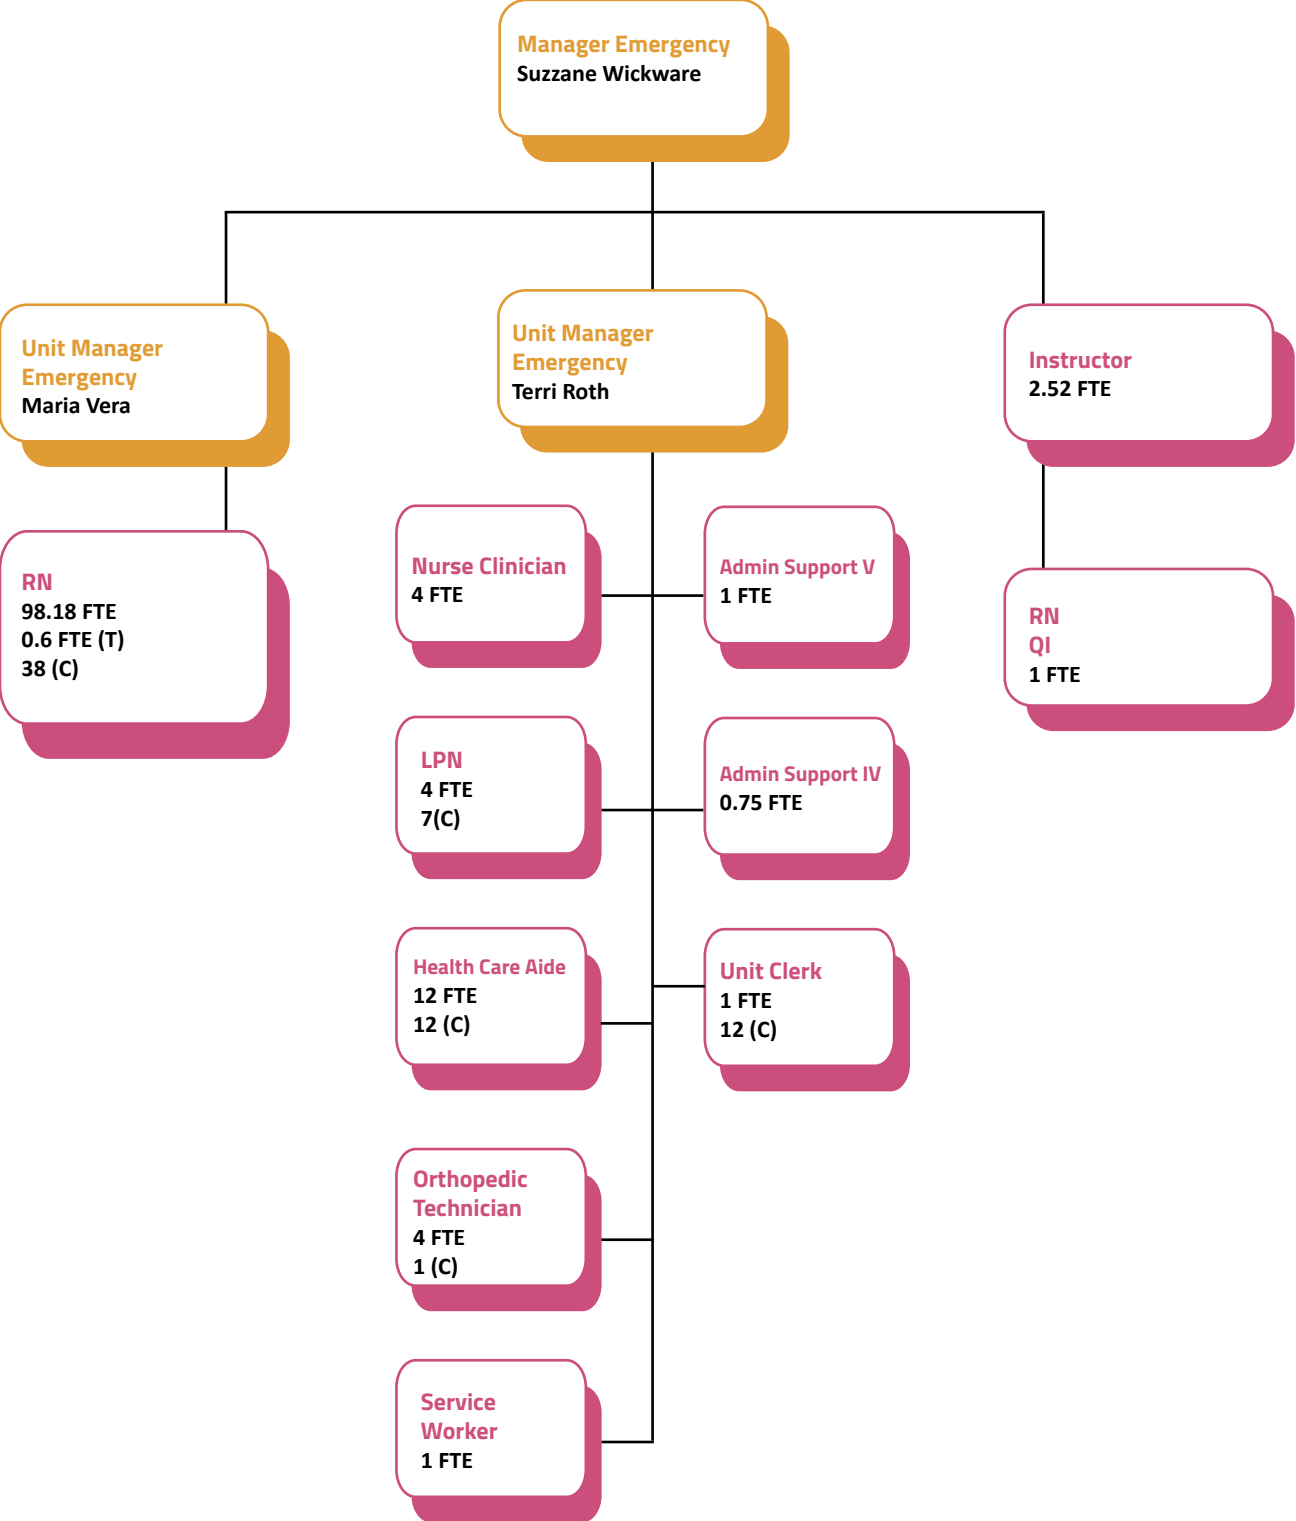 Manager Emergency
Suzzane Wickware
Unit Manager
Emergency
Maria Vera
Unit Manager
Emergency
Terri Roth
Instructor
2.52 FTE
RN
98.18 FTE
0.6 FTE (T)
38 (C)
Nurse Clinician
4 FTE
Admin Support V
1 FTE
RN
QI
1 FTE
LPN
4 FTE
7(C)
Admin Support IV
0.75 FTE
Health Care Aide
12 FTE
12 (C)
Unit Clerk
1 FTE
12 (C)
Orthopedic
Technician
4 FTE
1 (C)
Service
Worker
1 FTE